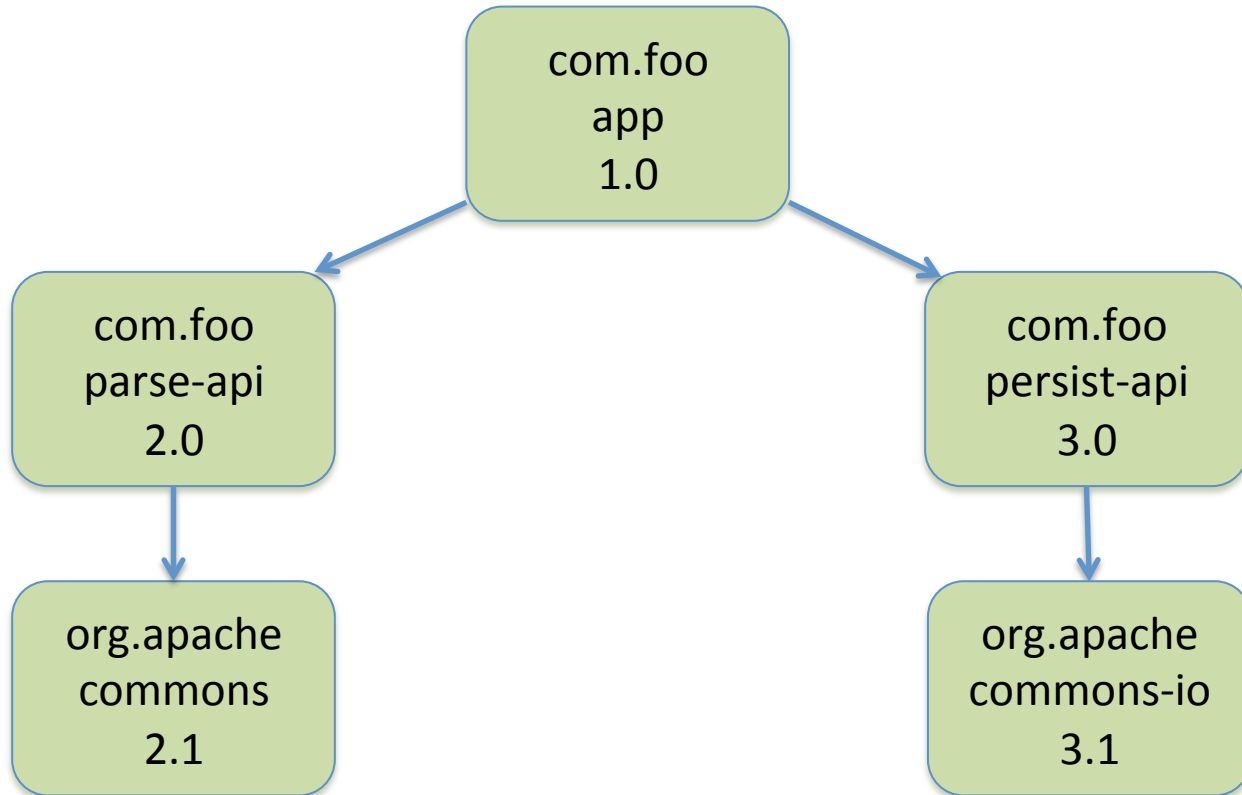 com.foo
app
1.0
com.foo
parse-api
2.0
com.foo
persist-api
3.0
org.apache
commons
2.1
org.apache
commons-io
3.1